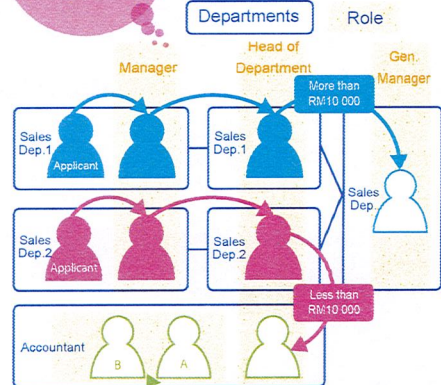 Departments
Role
Manager
Head of
Department
Gen.
Manager
More than
RM10 000
Sales
Dep.1
Applicant
Sales
Dep.1
Sales
Dep..
Sales
Dep.2
Applicant
Sales
Dep.2
Less than
RM10 000
Accountant
B
A